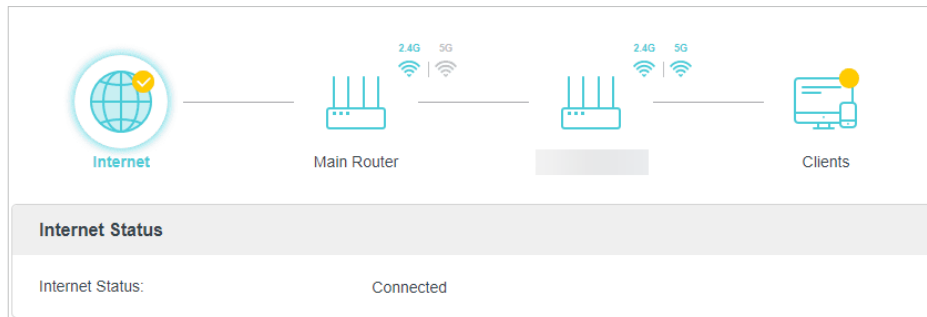 2.4G 5G 2.4G 5G
Internet Main Router Clients
Internet Status
Internet Status: Connected